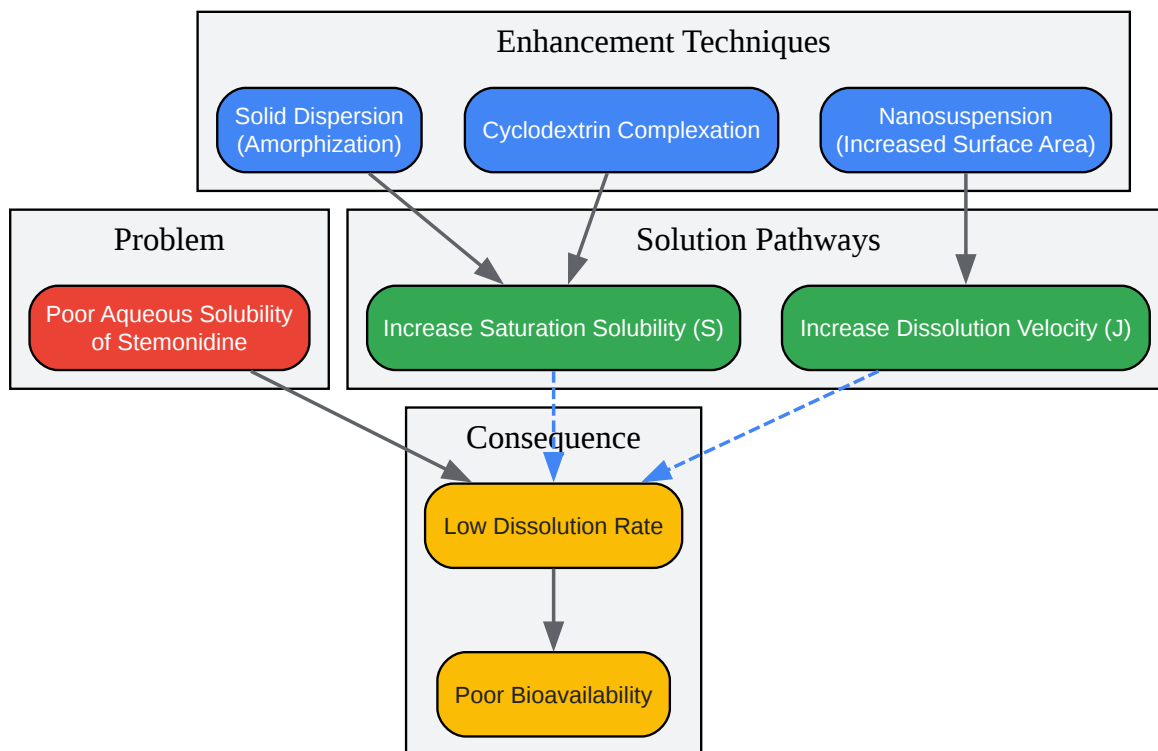 Enhancement Techniques
Solid Dispersion
(Amorphization)
Cyclodextrin Complexation
Nanosuspension
(Increased Surface Area)
Problem
Poor Aqueous Solubility
of Stemonidine
Solution Pathways
Increase Saturation Solubility (S)
Increase Dissolution Velocity (J)
Consequence
Low Dissolution Rate
Poor Bioavailability